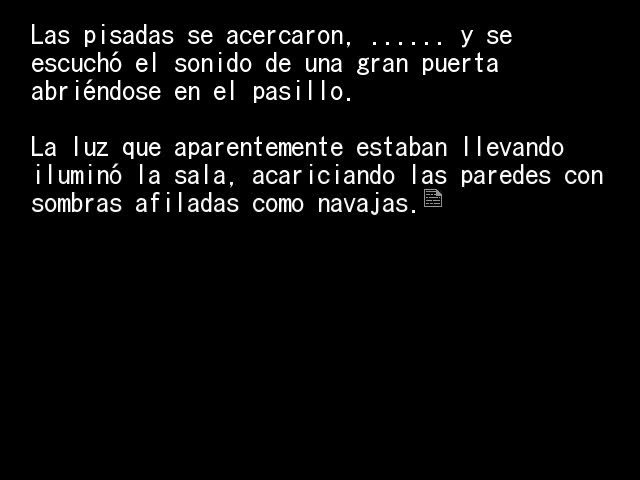 Las pisadas se acercaron, ...... y se
escuchó el sonido de una gran puerta
abriéndose en el pasillo.
La luz que aparentemente estaban llevando
iluminó la sala, acariciando las paredes con
sombras afiladas como navajas.